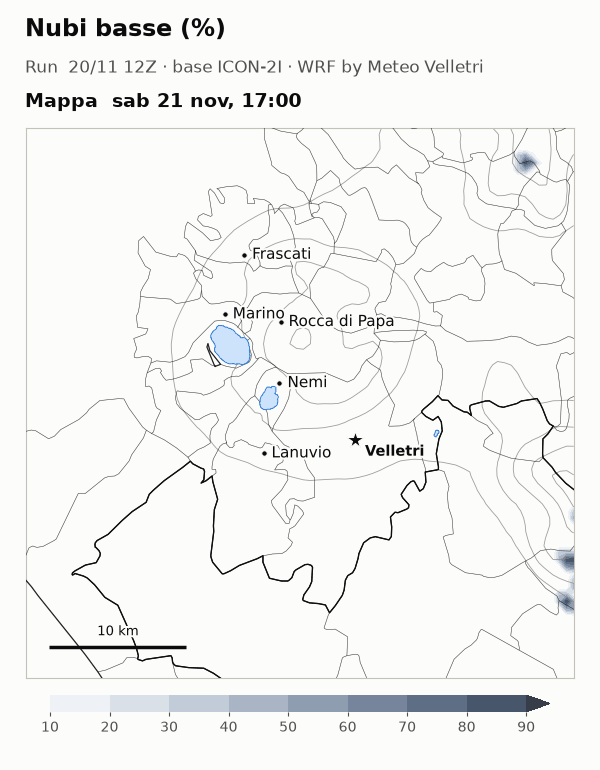 Nubi basse (%)
Run  20/11 12Z · base ICON-2I · WRF by Meteo Velletri
Mappa  sab 21 nov, 17:00
Frascati
Marino
Rocca di Papa
Nemi
Velletri
Lanuvio
10 km
10 20 30 40 50 60 70 80 90